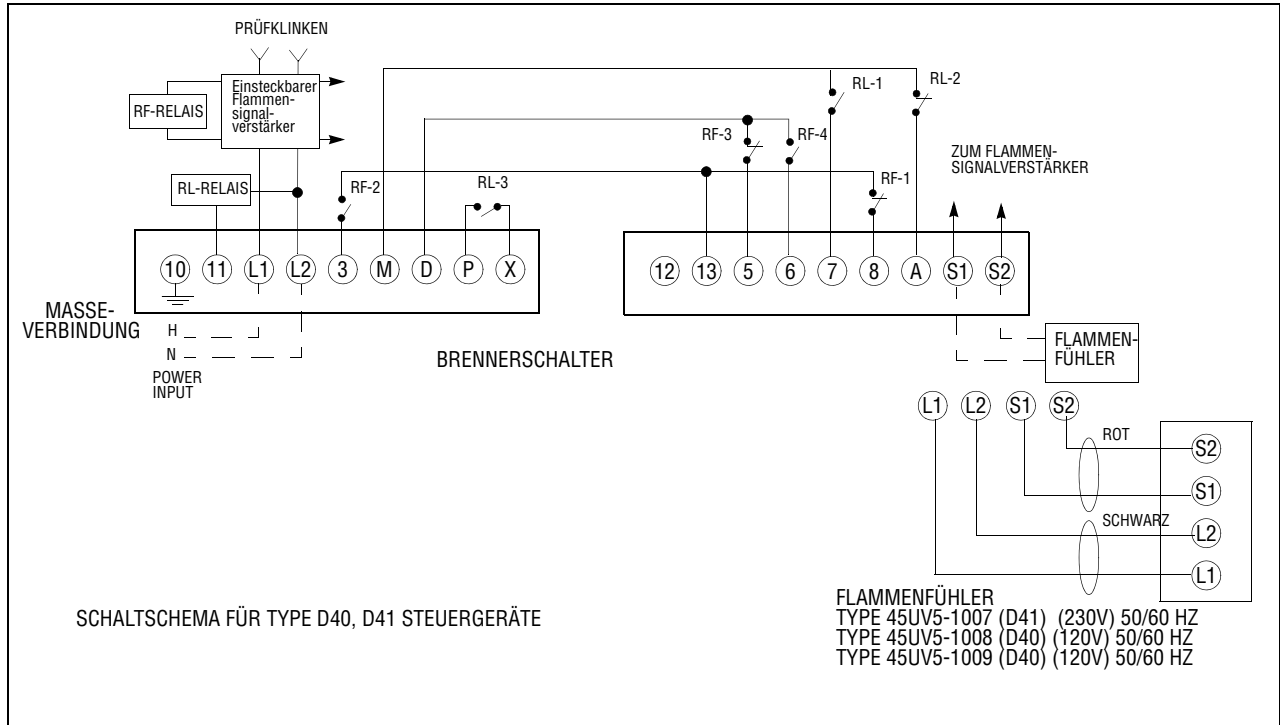 PRÜFKLINKEN
Einsteckbarer
Flammen-
signal-
verstärker
RF-RELAIS
RL-RELAIS
RF-2
RL-3
RL-1
RL-2
RF-3
RF-4
RF-1
ZUM FLAMMEN-
SIGNALVERSTÄRKER
10 11 L1 L2 3 M D P X
12 13 5 6 7 8 A S1 S2
MASSE-
VERBINDUNG
H
N
POWER
INPUT
BRENNERSCHALTER
FLAMMEN-
FÜHLER
L1 L2 S1 S2
ROT
S2
S1
SCHWARZ
L2
L1
SCHALTSCHEMA FÜR TYPE D40, D41 STEUERGERÄTE
FLAMMENFÜHLER
TYPE 45UV5-1007 (D41) (230V) 50/60 HZ
TYPE 45UV5-1008 (D40) (120V) 50/60 HZ
TYPE 45UV5-1009 (D40) (120V) 50/60 HZ